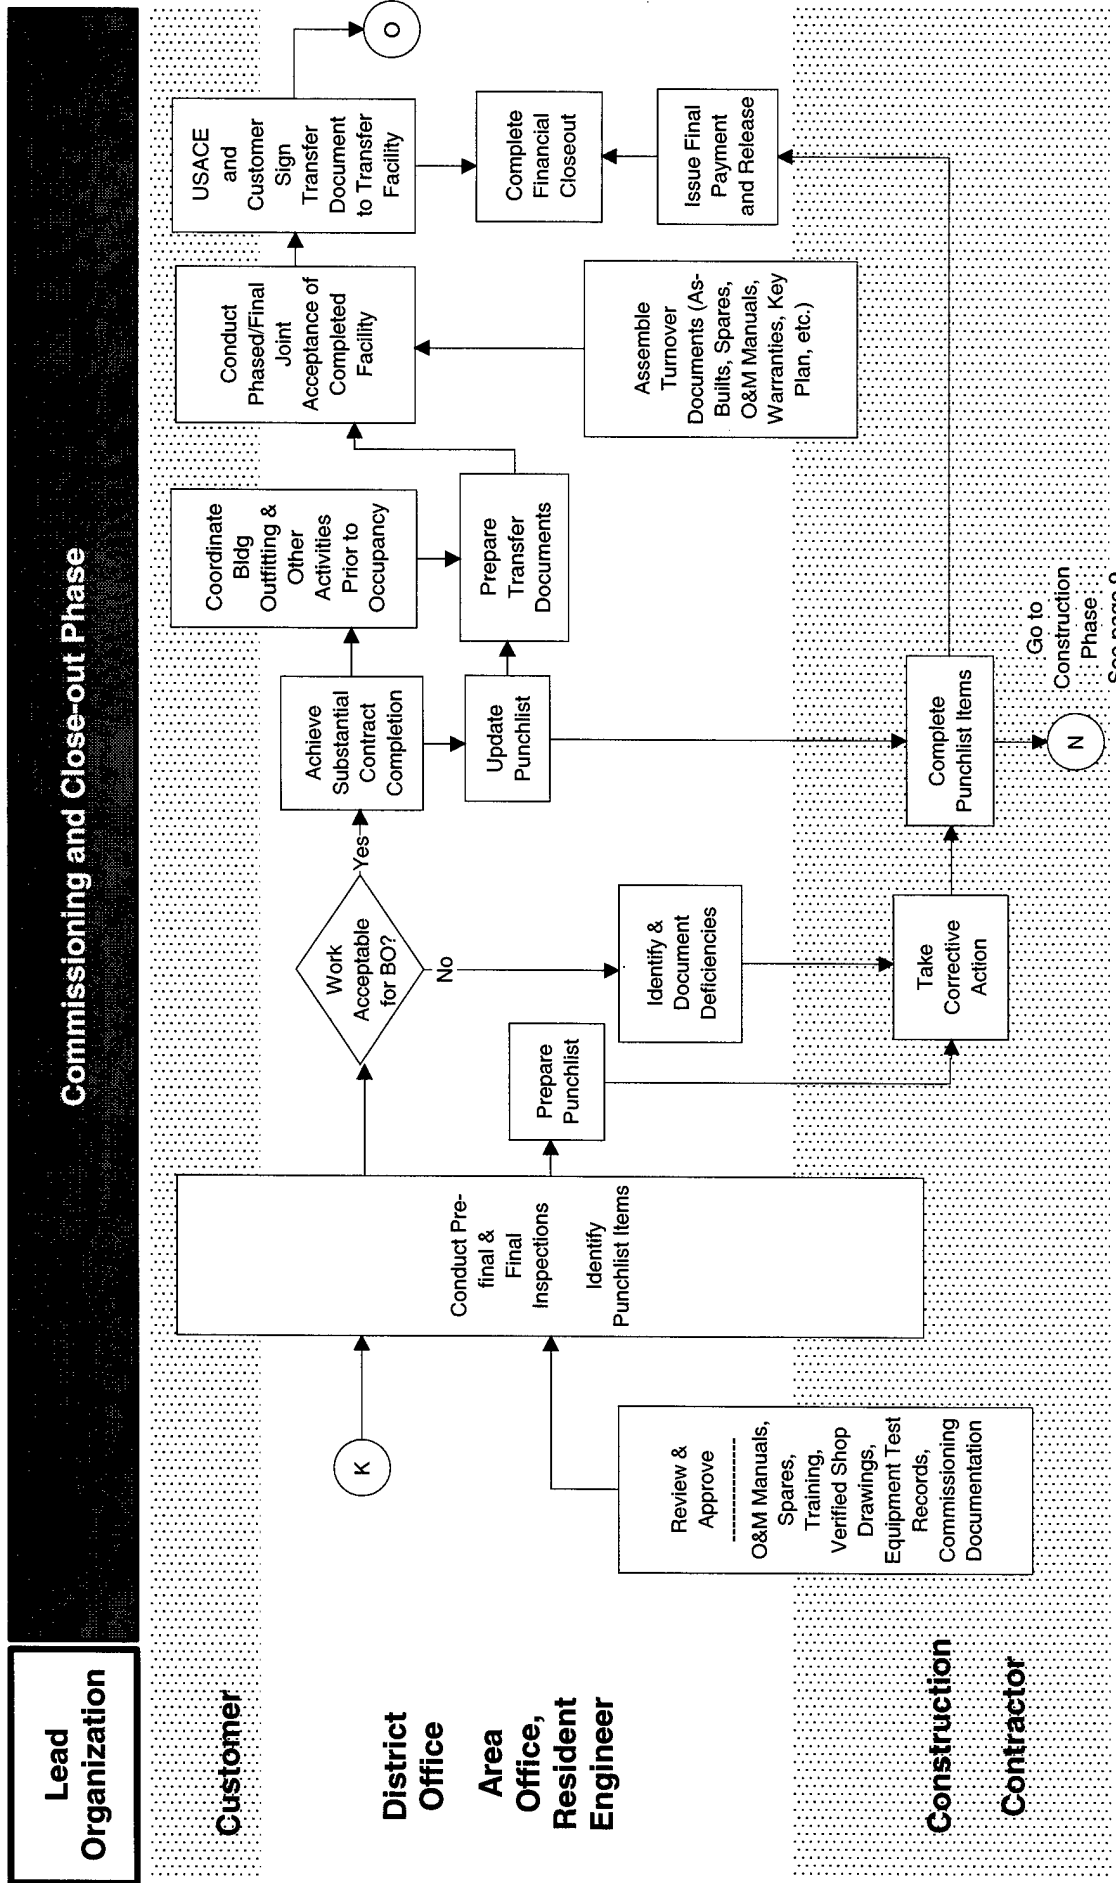 Commissioning and Close-out Phase
Lead
Organization
Customer
District
Office
Area
Office,
Resident
Engineer
Construction
Contractor
Review &
Approve
--------------
O&M Manuals,
Spares,
Training,
Verified Shop
Drawings,
Equipment Test
Records,
Commissioning
Documentation
K
Conduct Pre-
final &
Final
Inspections
Identify
Punchlist Items
Prepare
Punchlist
Work
Acceptable
for BO?
Yes
No
Identify &
Document
Deficiencies
Take
Corrective
Action
Achieve
Substantial
Contract
Completion
Update
Punchlist
Complete
Punchlist Items
N
Go to
Construction
Phase
See page
Coordinate
Bldg
Outfitting &
Other
Activities
Prior to
Occupancy
Prepare
Transfer
Documents
Conduct
Phased/Final
Joint
Acceptance of
Completed
Facility
Assemble
Turnover
Documents (As-
Builts, Spares,
O&M Manuals,
Warranties, Key
Plan, etc.)
USACE
and
Customer
Sign
Transfer
Document
to Transfer
Facility
O
Complete
Financial
Closeout
Issue Final
Payment
and Release